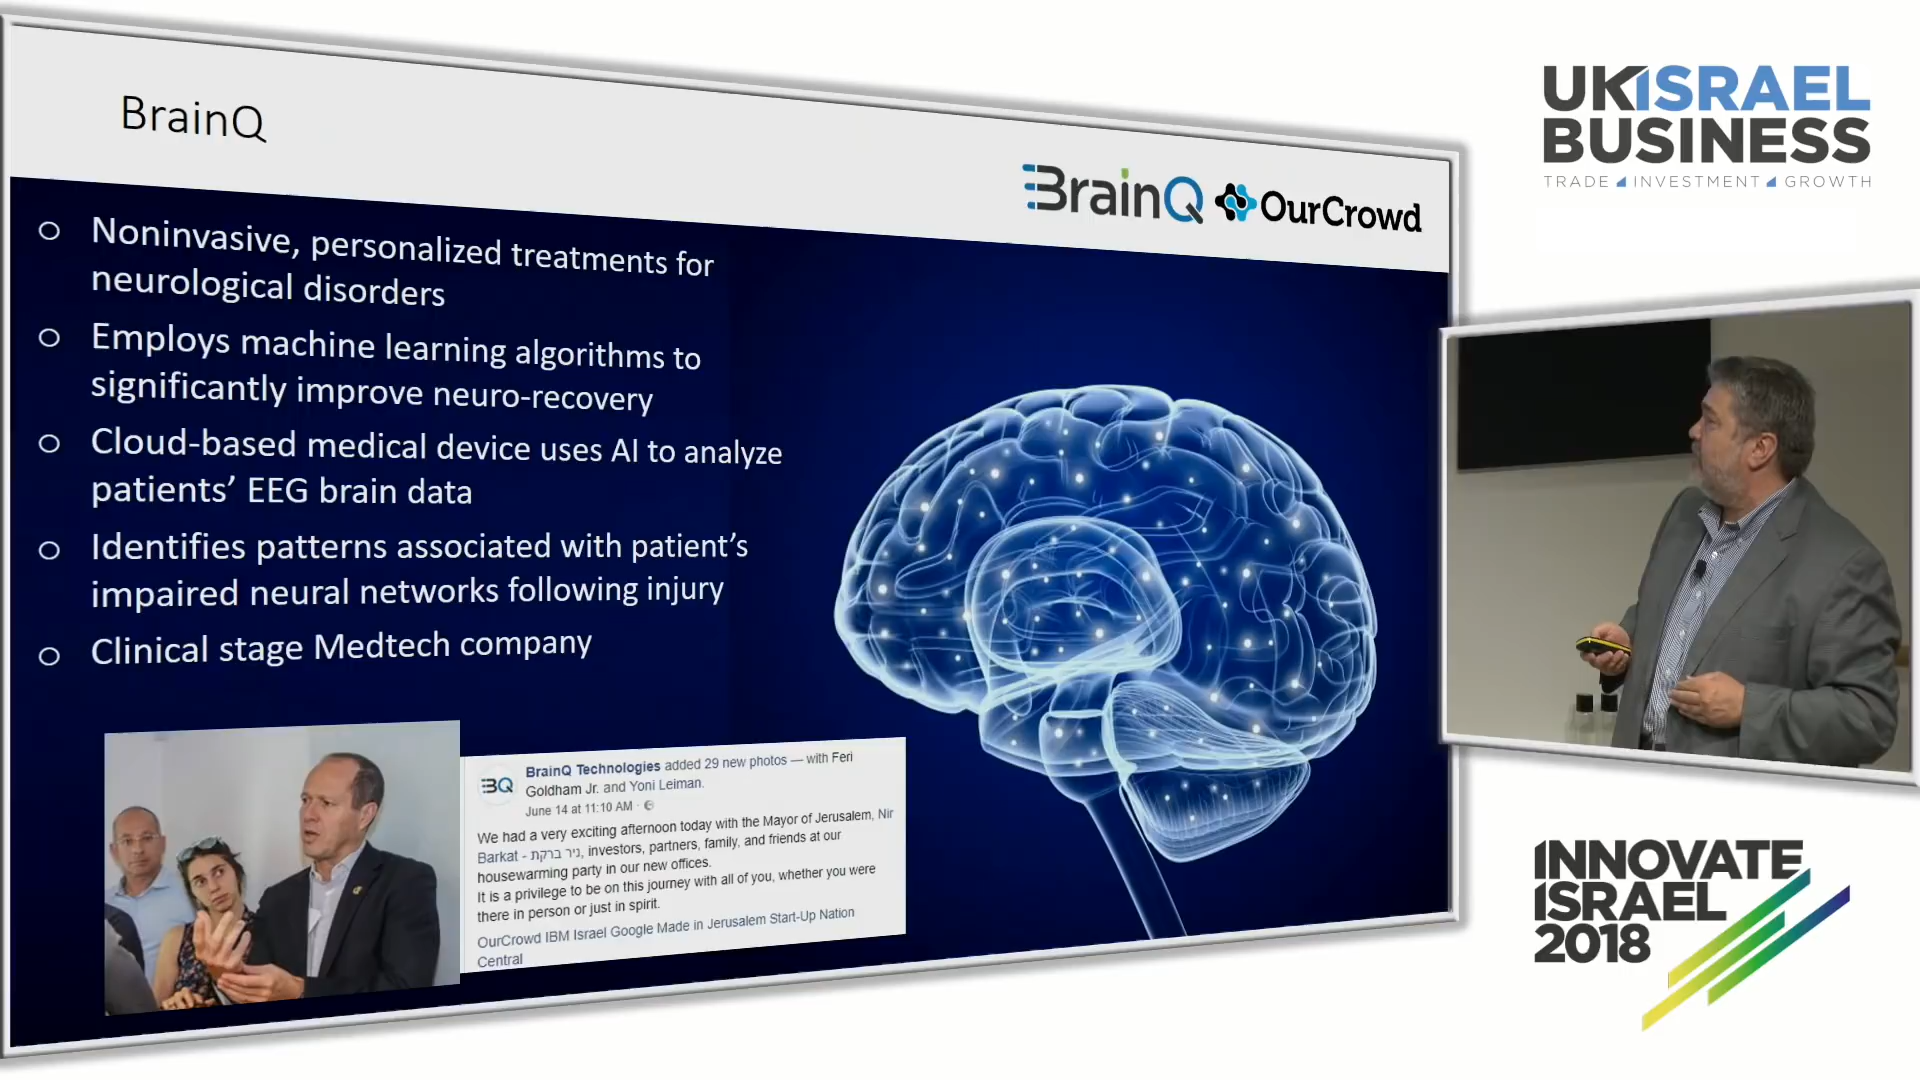 BrainQ
BrainQ OurCrowd
Noninvasive, personalized treatments for
neurological disorders
Employs machine learning algorithms to
significantly improve neuro-recovery
Cloud-based medical device uses AI to analyze
patients’ EEG brain data
Identifies patterns associated with patient’s
impaired neural networks following injury
Clinical stage Medtech company
BQ
BrainQ Technologies added 29 new photos — with Feri
Goldham Jr. and Yoni Leiman.
June 14 at 11:10 AM ·
We had a very exciting afternoon today with the Mayor of Jerusalem, Nir
Barkat - ניר ברקת, investors, partners, family, and friends at our
housewarming party in our new offices.
It is a privilege to be on this journey with all of you, whether you were
there in person or just in spirit.
OurCrowd IBM Israel Google Made in Jerusalem Start-Up Nation
Central
UKISRAEL
BUSINESS
TRADE INVESTMENT GROWTH
INNOVATE
ISRAEL
2018